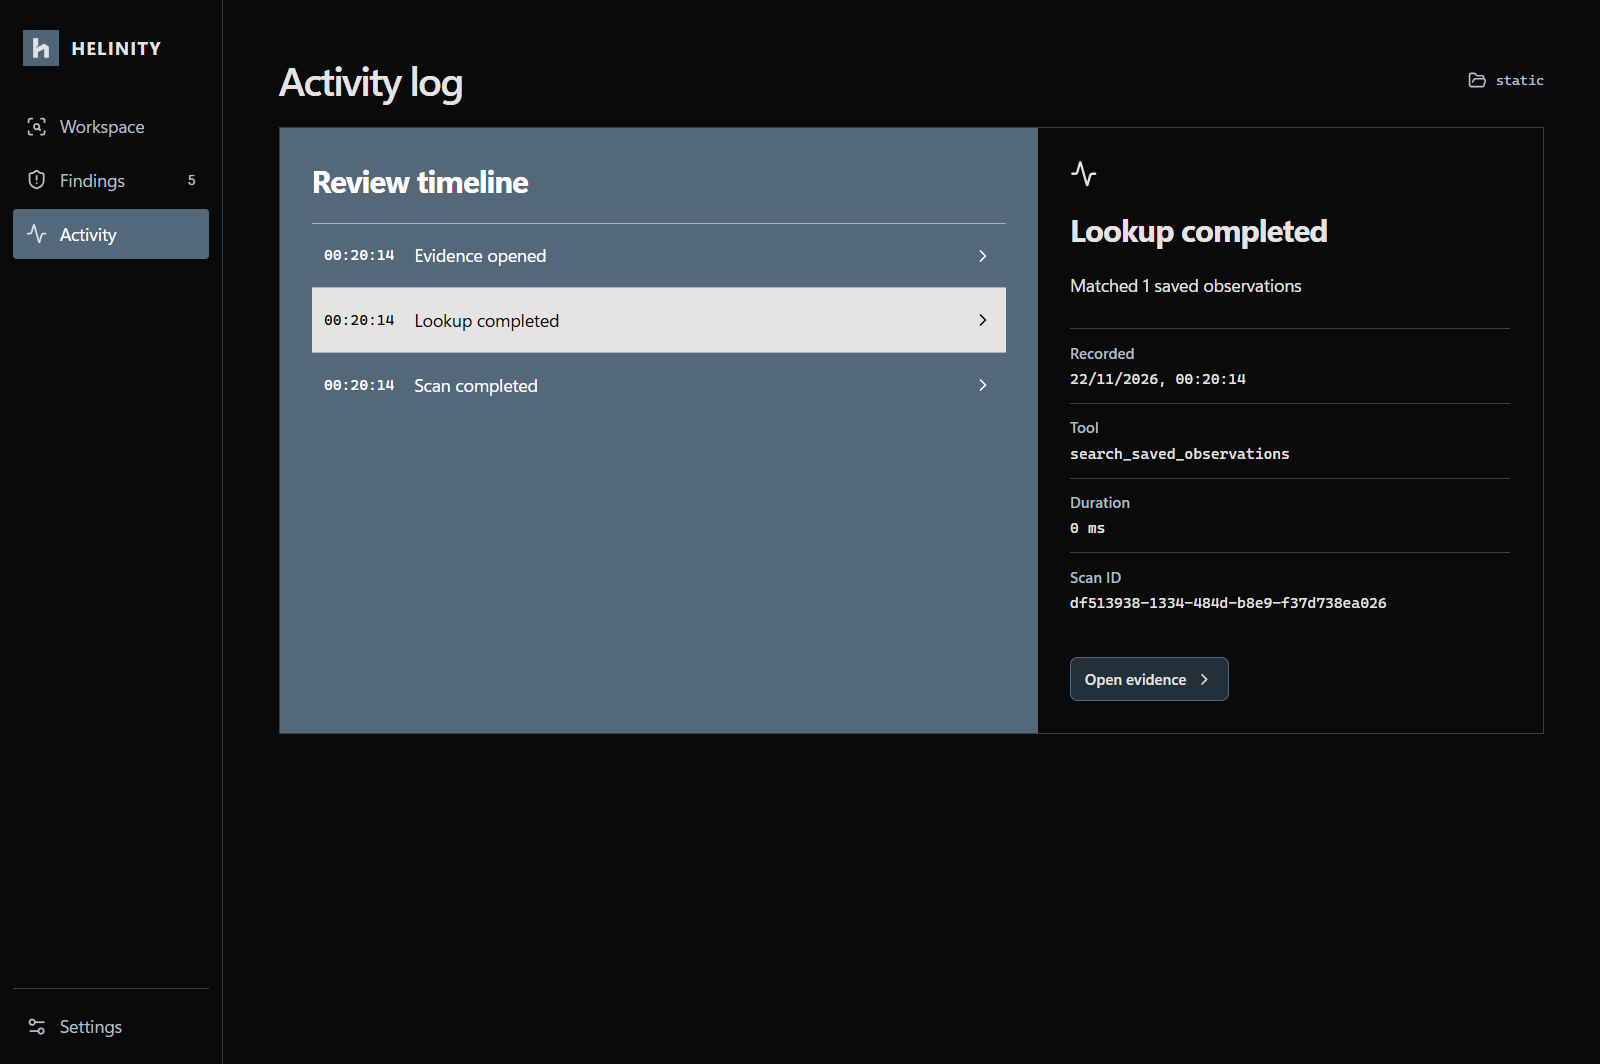 HELINITY
Workspace
Findings 5
Activity
Settings
Activity log
static
Review timeline
00:20:14 Evidence opened
00:20:14 Lookup completed
00:20:14 Scan completed
Lookup completed
Matched 1 saved observations
Recorded
22/11/2026, 00:20:14
Tool
search_saved_observations
Duration
0 ms
Scan ID
df513938-1334-484d-b8e9-f37d738ea026
Open evidence